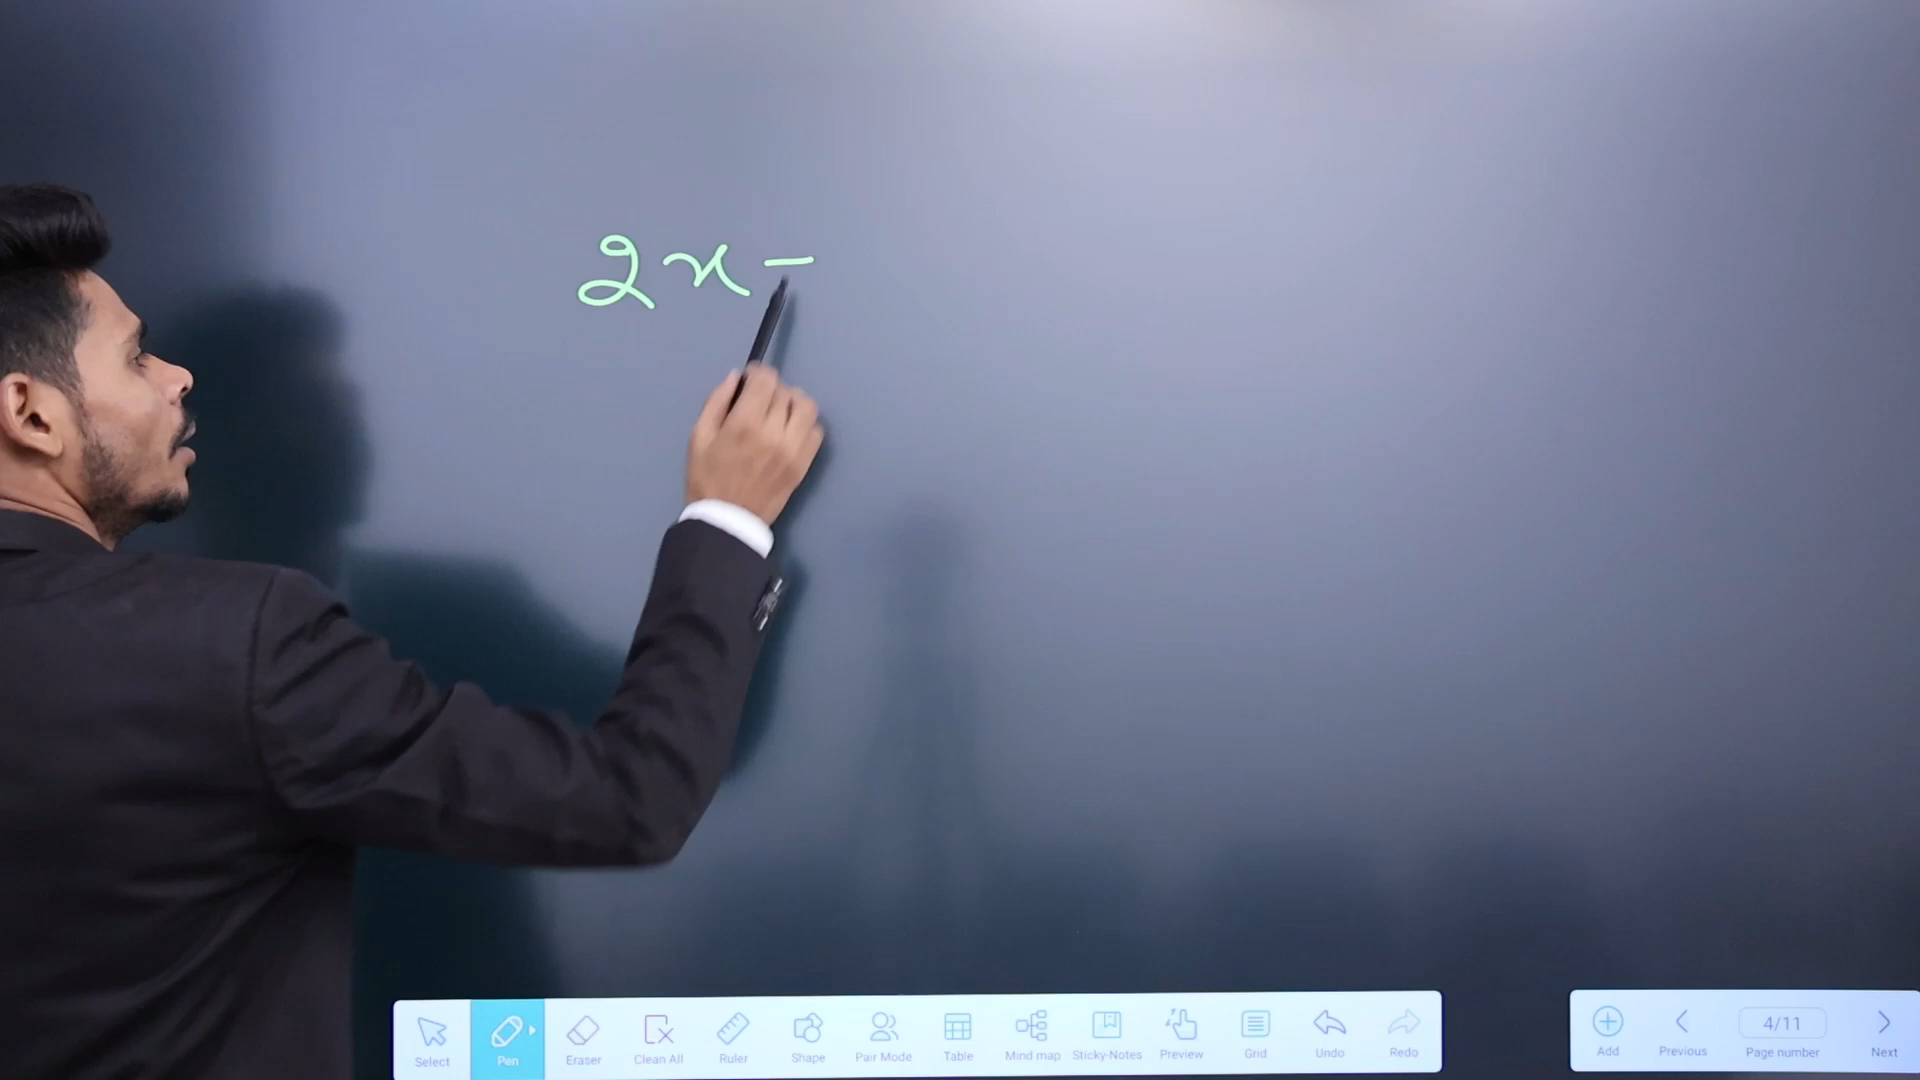 2x-
Select Pen Eraser Clean All Ruler Shape Pair Mode Table Mind map Sticky-Notes Preview Grid Undo Redo Add Previous 4/11 Page number Next